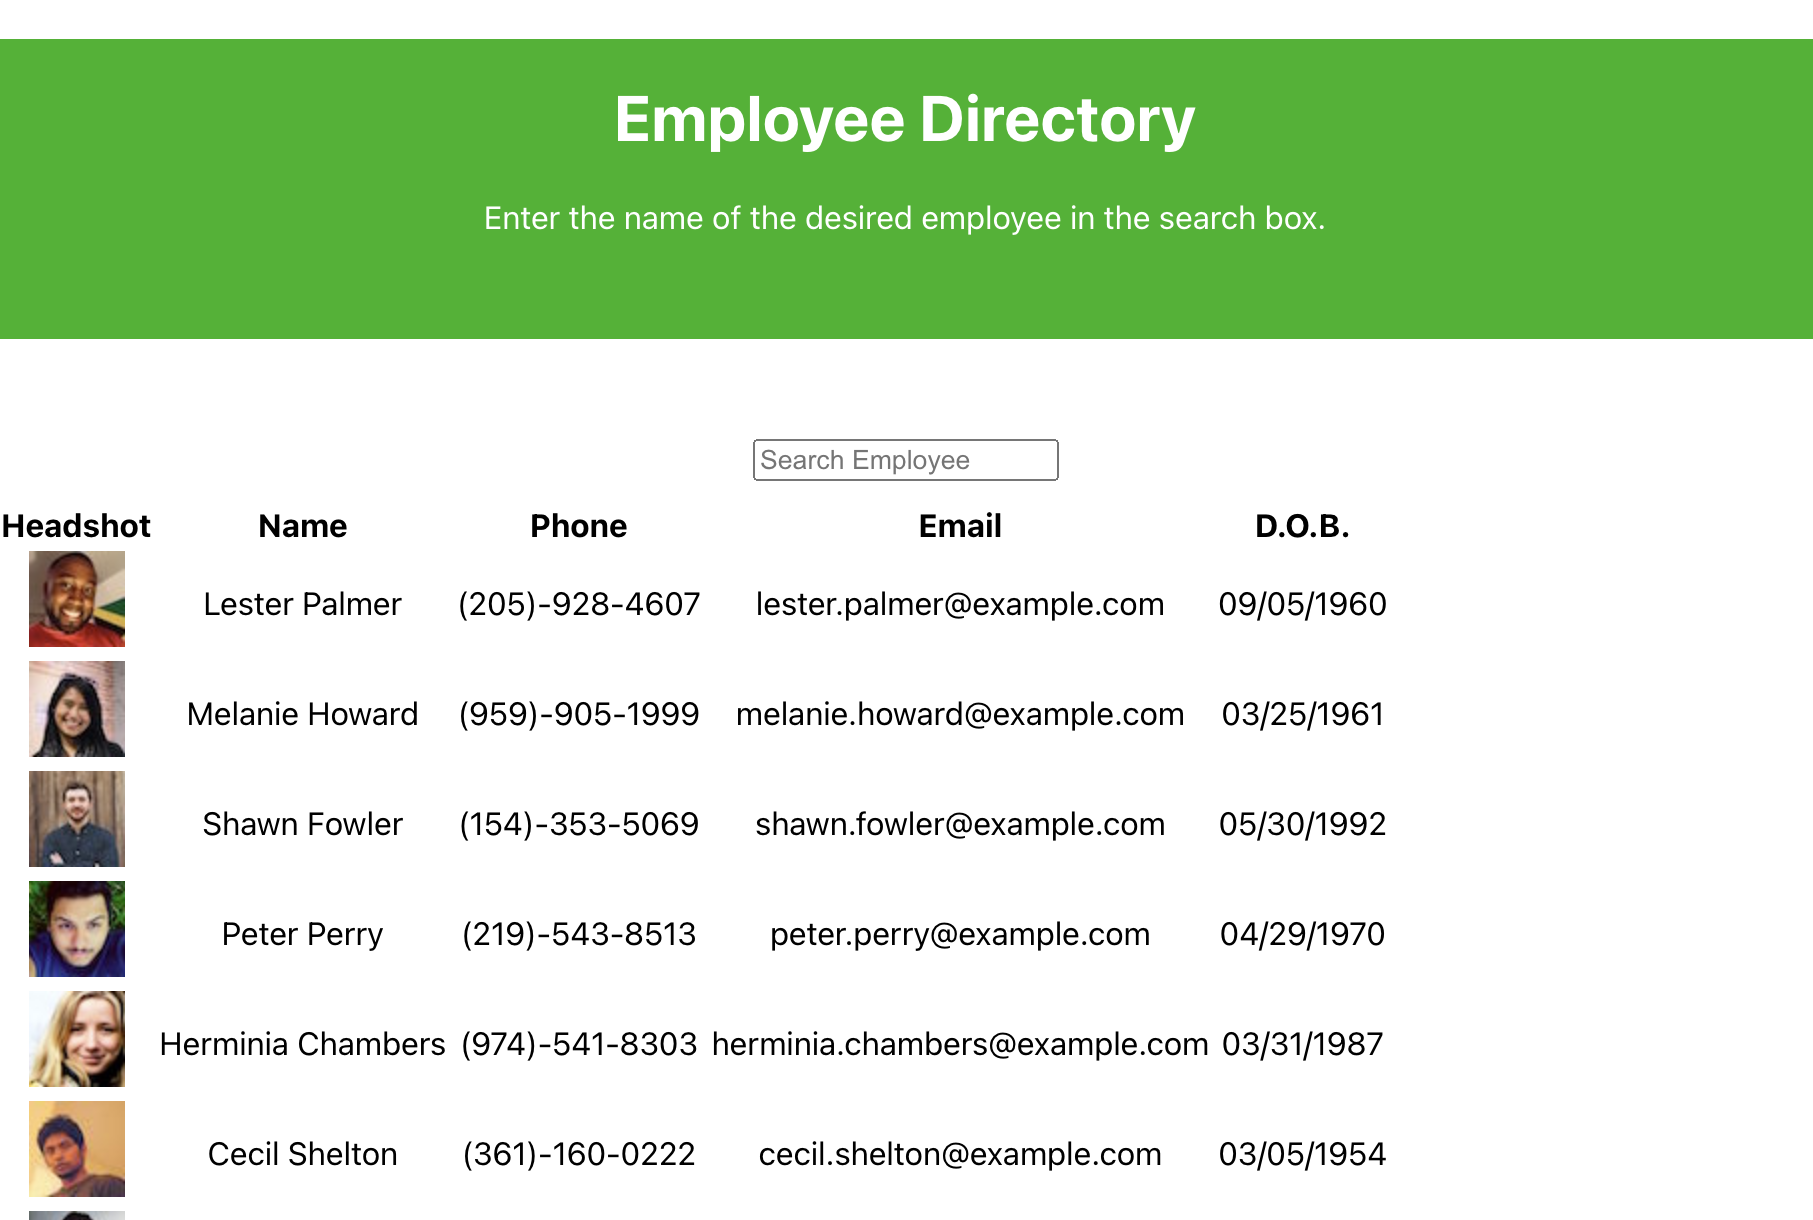 Employee Directory
Enter the name of the desired employee in the search box.
Search Employee
Headshot Name Phone Email D.O.B.
Lester Palmer (205)-928-4607 lester.palmer@example.com 09/05/1960
Melanie Howard (959)-905-1999 melanie.howard@example.com 03/25/1961
Shawn Fowler (154)-353-5069 shawn.fowler@example.com 05/30/1992
Peter Perry (219)-543-8513 peter.perry@example.com 04/29/1970
Herminia Chambers (974)-541-8303 herminia.chambers@example.com 03/31/1987
Cecil Shelton (361)-160-0222 cecil.shelton@example.com 03/05/1954